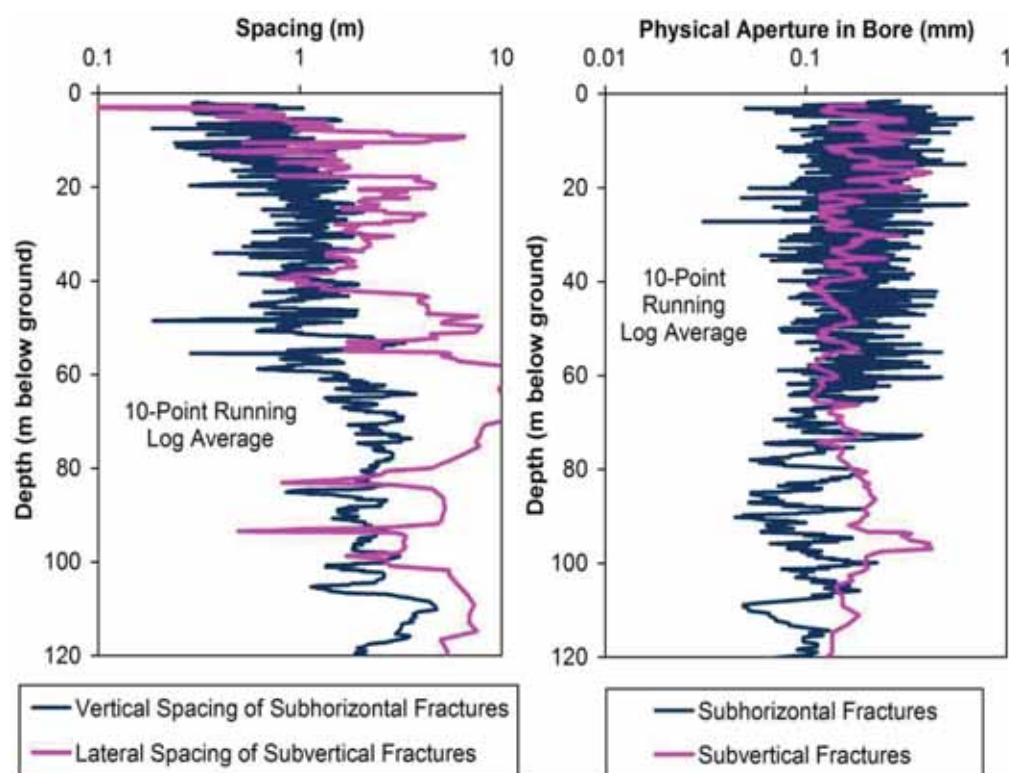 Spacing (m)
0.1 1 10
0
20
40
60
80
100
120
Depth (m below ground)
10-Point Running
Log Average
Vertical Spacing of Subhorizontal Fractures
Lateral Spacing of Subvertical Fractures
Physical Aperture in Bore (mm)
0.01 0.1 1
0
20
40
60
80
100
120
Depth (m below ground)
10-Point
Running
Log Average
Subhorizontal Fractures
Subvertical Fractures